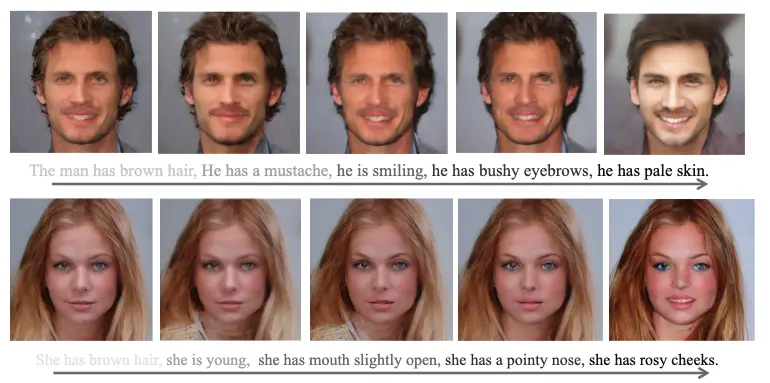 The man has brown hair, He has a mustache, he is smiling, he has bushy eyebrows, he has pale skin.
She has brown hair, she is young, she has mouth slightly open, she has a pointy nose, she has rosy cheeks.